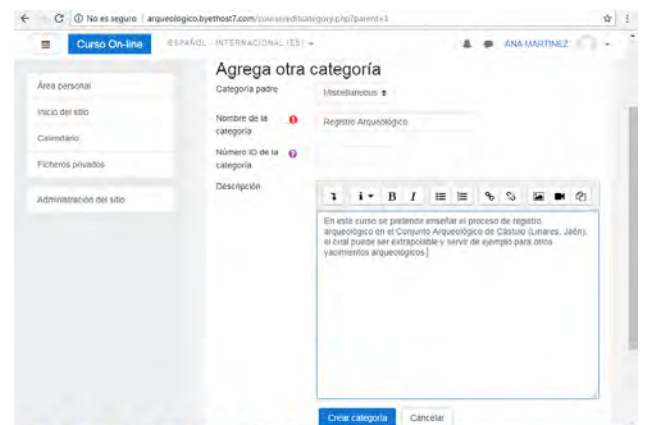 No es seguro | arqueologico.byethost7.com/course/editcategory.php?parent=1
Curso On-line ESPAÑOL - INTERNACIONAL (ES) ANA MARTINEZ
Agrega otra categoría
Área personal
Inicio del sitio
Calendario
Ficheros privados
Administración del sitio
Categoría padre
Miscellaneous
Nombre de la categoría
Registro Arqueológico
Número ID de la categoría
Descripción
i B I
En este curso se pretende enseñar el proceso de registro
arqueológico en el Conjunto Arqueológico de Cástulo (Linares, Jaén),
el cual puede ser extrapolable y servir de ejemplo para otros
yacimientos arqueológicos.
Crear categoría Cancelar